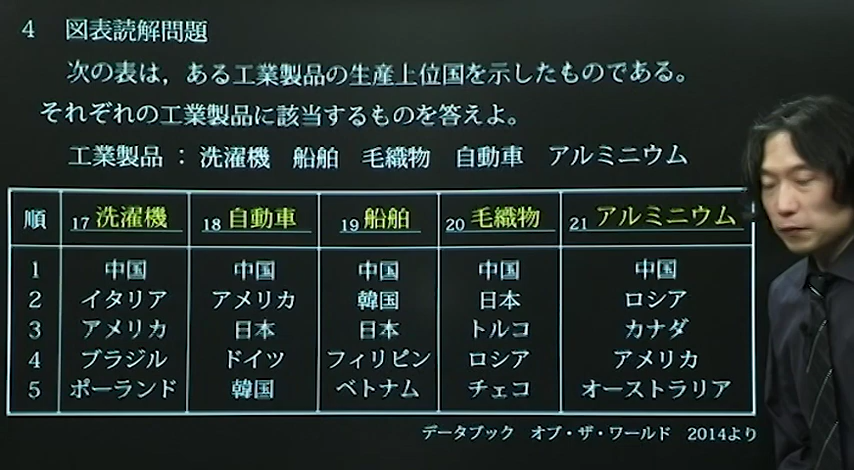 4 図表読解問題
次の表は，ある工業製品の生産上位国を示したものである。
それぞれの工業製品に該当するものを答えよ。
工業製品 ： 洗濯機 船舶 毛織物 自動車 アルミニウム
順 17 洗濯機 18 自動車 19 船舶 20 毛織物 21 アルミニウム
1 中国 中国 中国 中国 中国
2 イタリア アメリカ 韓国 日本 ロシア
3 アメリカ 日本 日本 トルコ カナダ
4 ブラジル ドイツ フィリピン ロシア アメリカ
5 ポーランド 韓国 ベトナム チェコ オーストラリア
データブック オブ・ザ・ワールド 2014より